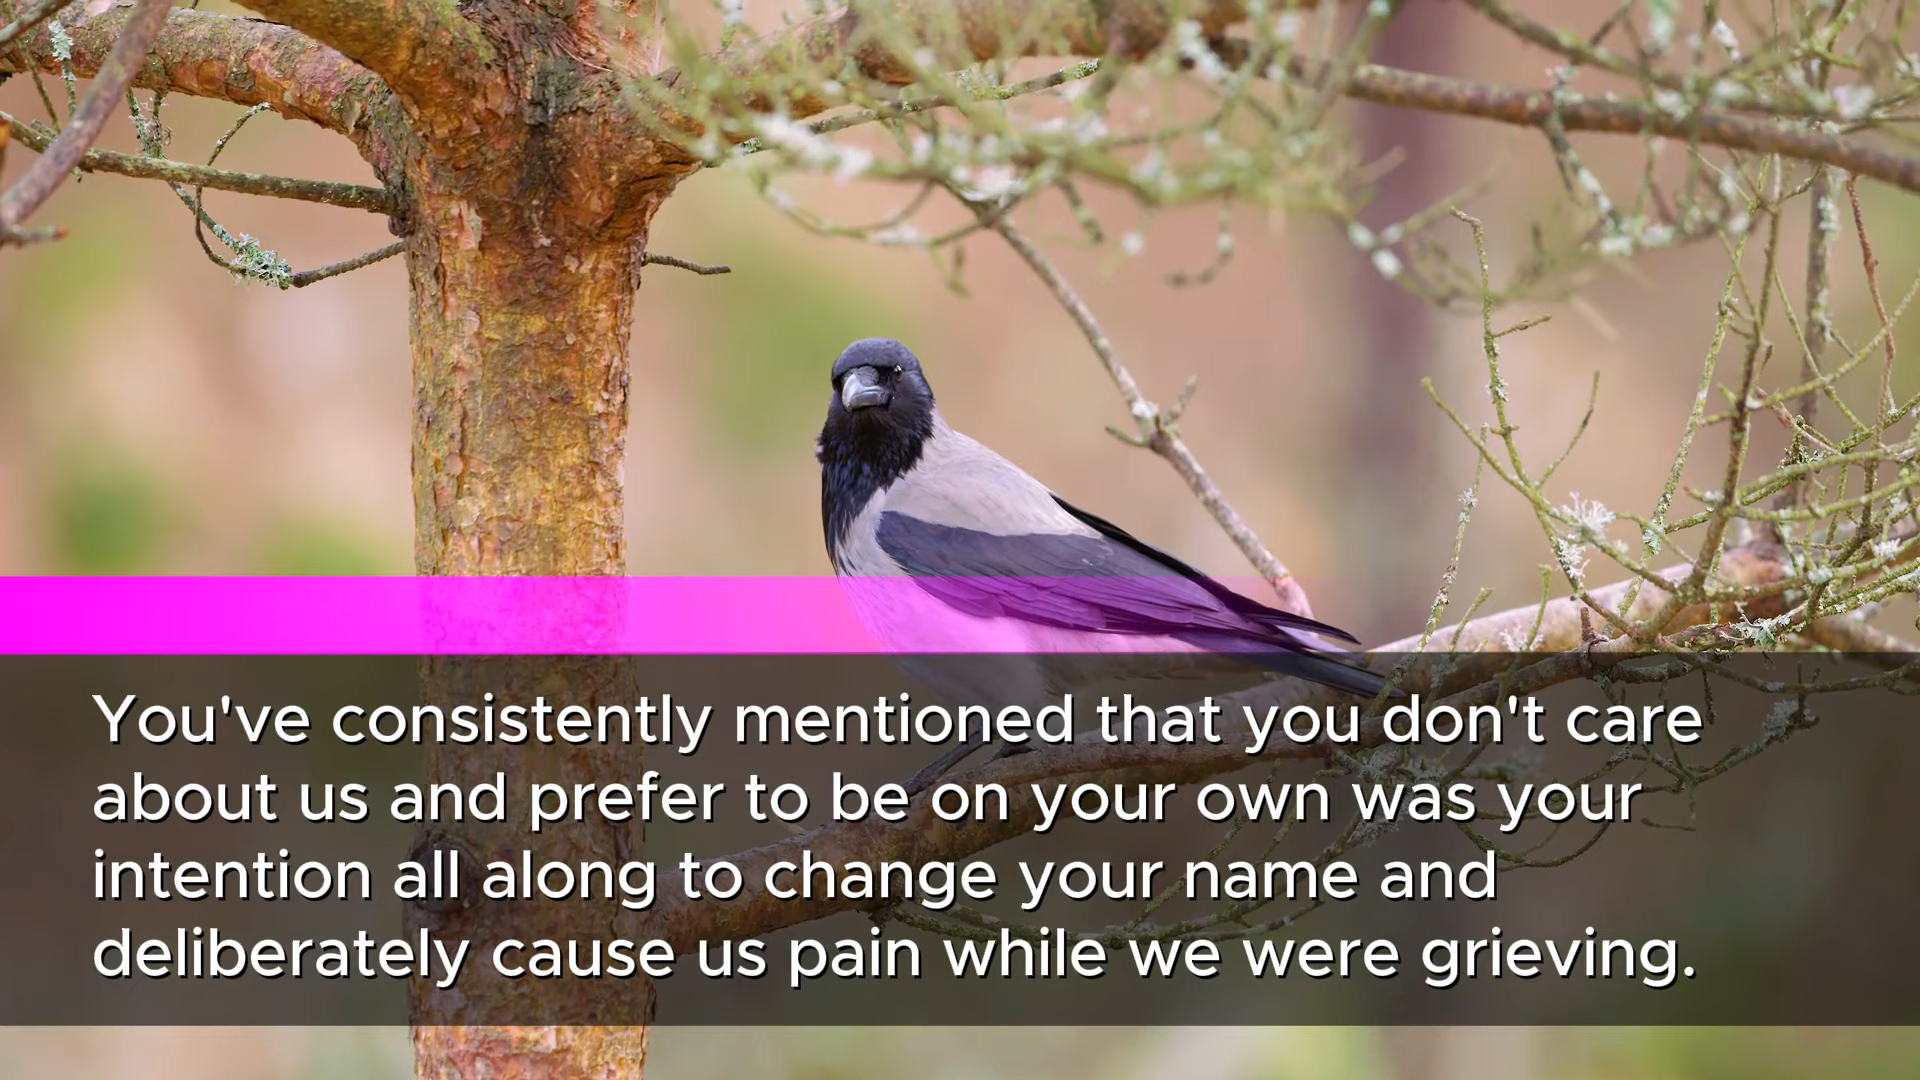 You've consistently mentioned that you don't care
about us and prefer to be on your own was your
intention all along to change your name and
deliberately cause us pain while we were grieving.